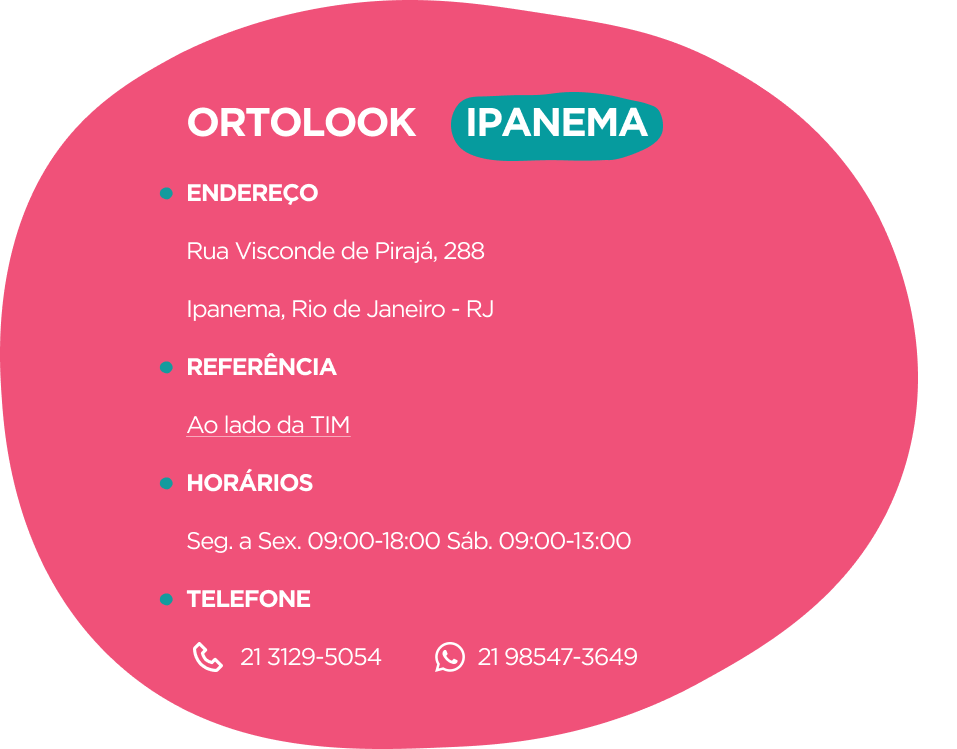 ORTOLOOK IPANEMA
ENDEREÇO
Rua Visconde de Pirajá, 288
Ipanema, Rio de Janeiro - RJ
REFERÊNCIA
Ao lado da TIM
HORÁRIOS
Seg. a Sex. 09:00-18:00 Sáb. 09:00-13:00
TELEFONE
21 3129-5054 21 98547-3649